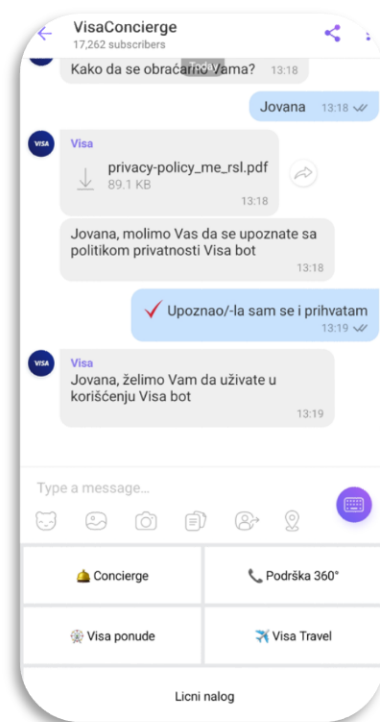 VisaConcierge
17,262 subscribers
Today
Kako da se obraćamo Vama? 13:18
Jovana 13:18
VISA
Visa
privacy-policy_me_rsl.pdf
89.1 KB
13:18
Jovana, molimo Vas da se upoznate sa
politikom privatnosti Visa bot
13:18
Upoznao/-la sam se i prihvatam
13:19
VISA
Visa
Jovana, želimo Vam da uživate u
korišćenju Visa bot
13:19
Type a message...
Concierge
Podrška 360°
Visa ponude
Visa Travel
Licni nalog